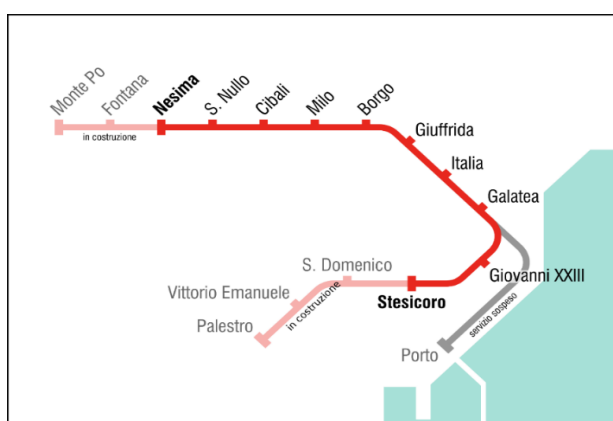 Monte Po
Fontana
Nesima
S. Nullo
Cibali
Milo
Borgo
in costruzione
Giuffrida
Italia
Galatea
Giovanni XXIII
S. Domenico
Vittorio Emanuele
in costruzione
Stesicoro
Palestro
servizio sospeso
Porto